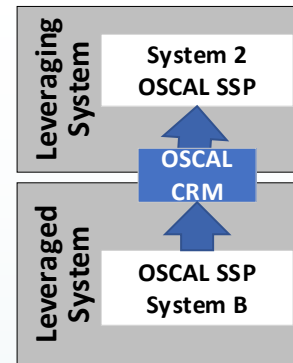 Leveraging
System
System 2
OSCAL SSP
OSCAL
CRM
Leveraged
System
OSCAL SSP
System B